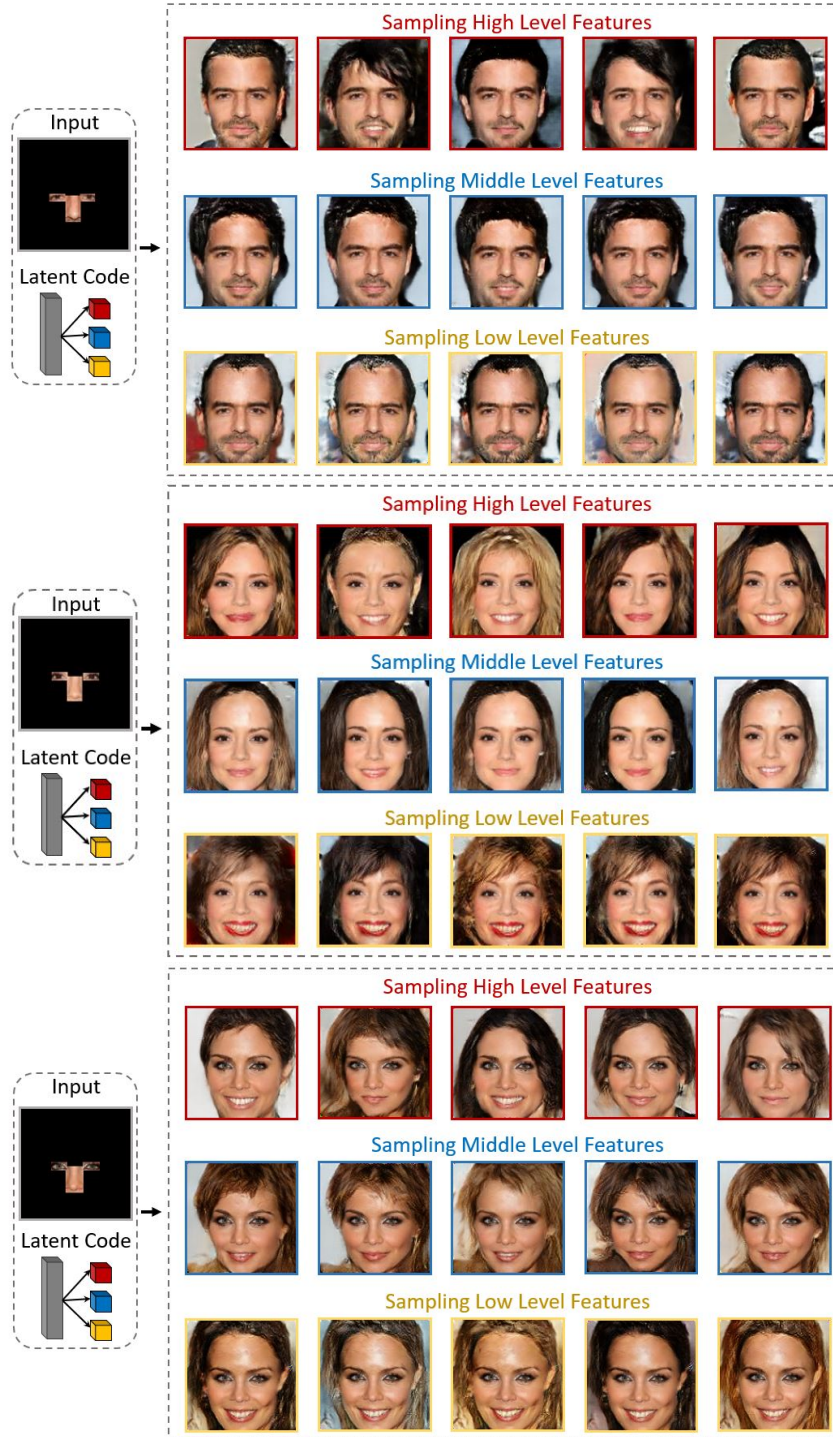 Sampling High Level Features
Input
Sampling Middle Level Features
Latent Code
Sampling Low Level Features
Sampling High Level Features
Input
Sampling Middle Level Features
Latent Code
Sampling Low Level Features
Sampling High Level Features
Input
Sampling Middle Level Features
Latent Code
Sampling Low Level Features